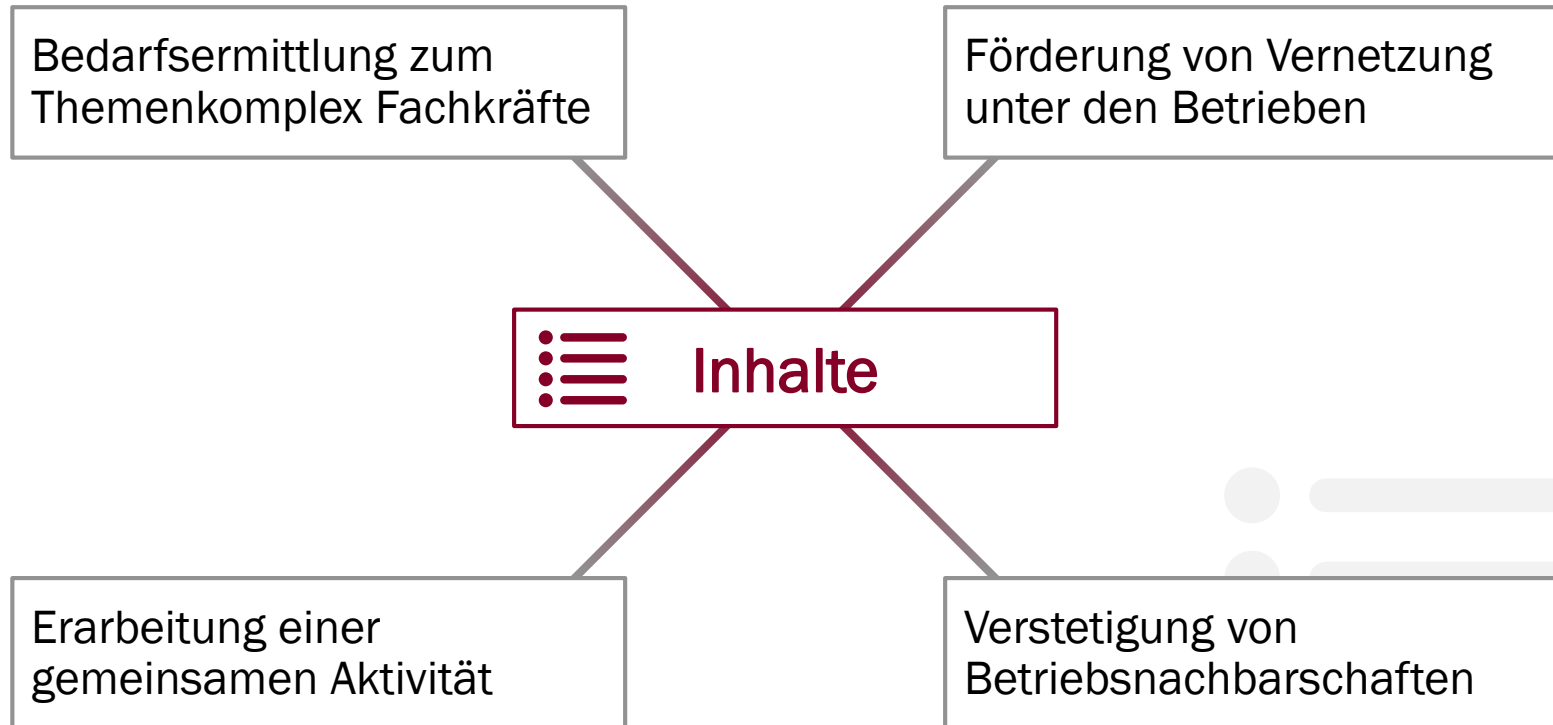 Bedarfsermittlung zum
Themenkomplex Fachkräfte
Förderung von Vernetzung
unter den Betrieben
Inhalte
Erarbeitung einer
gemeinsamen Aktivität
Verstetigung von
Betriebsnachbarschaften